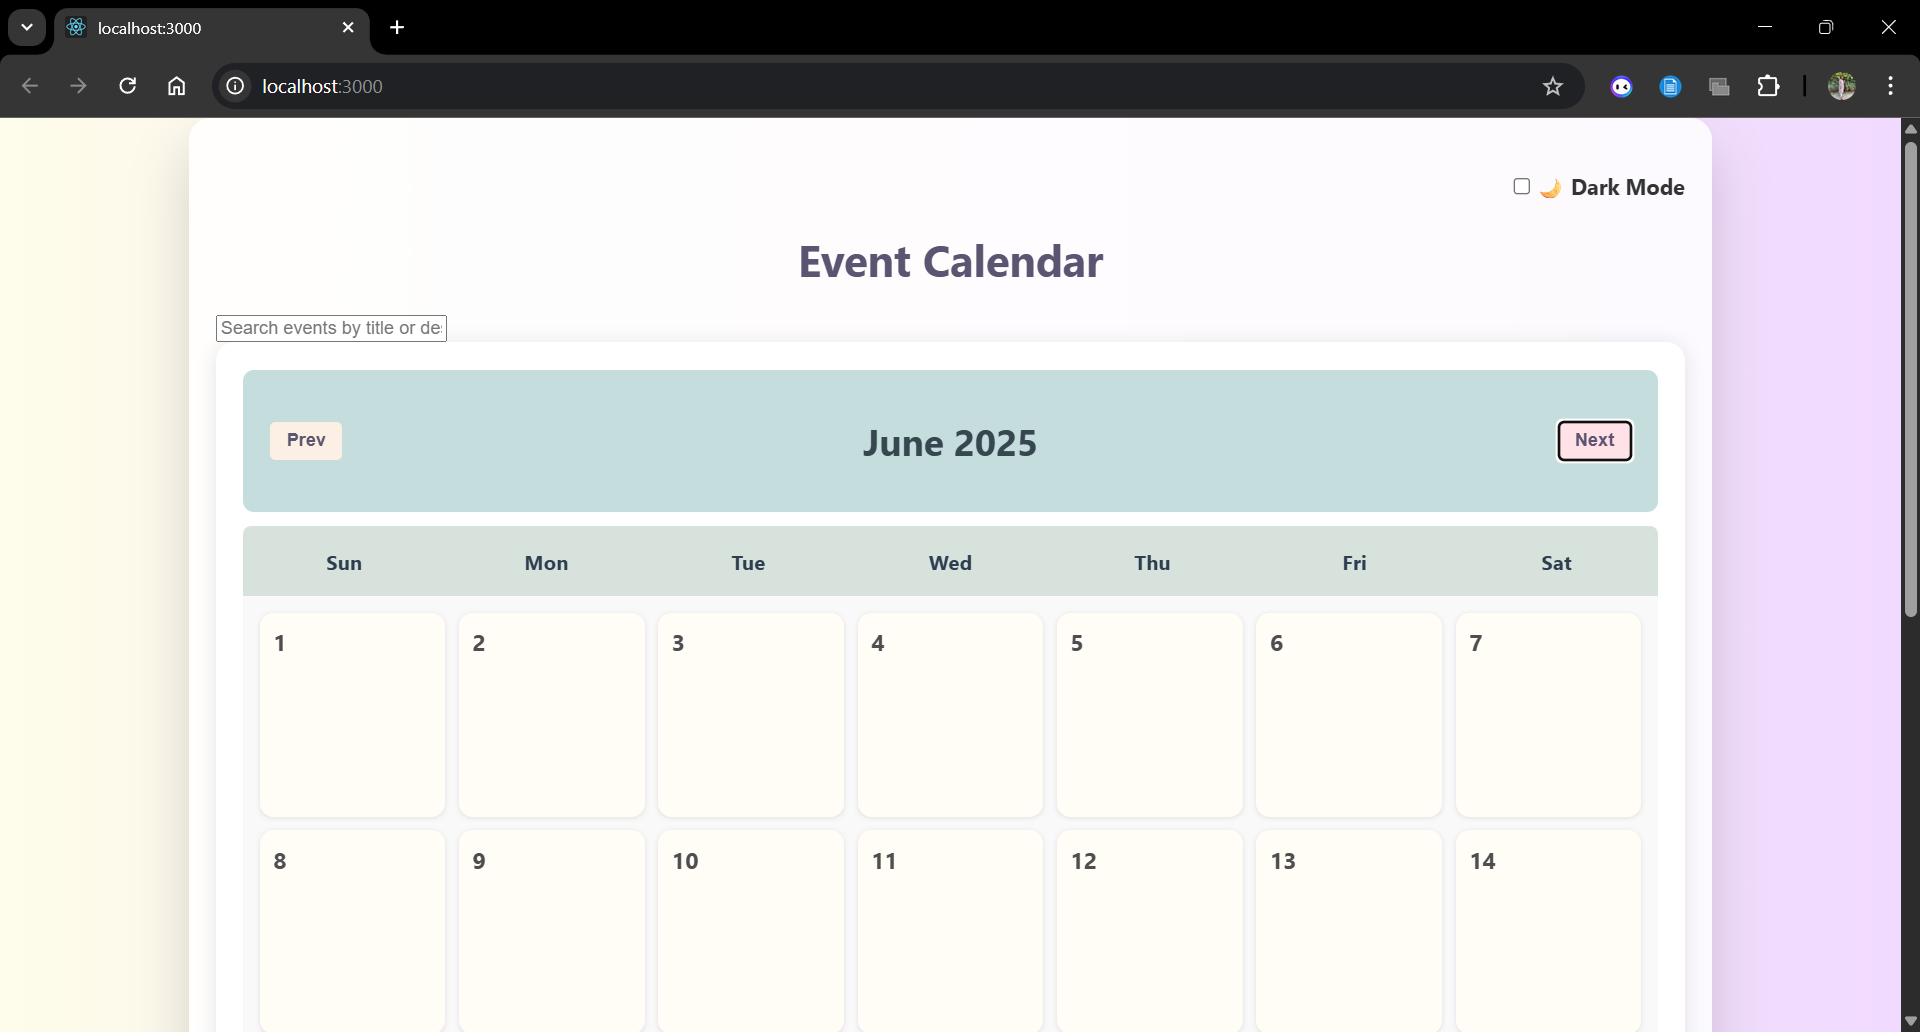 localhost:3000
localhost:3000
🌙 Dark Mode
Event Calendar
Search events by title or des
Prev
June 2025
Next
Sun Mon Tue Wed Thu Fri Sat
1 2 3 4 5 6 7
8 9 10 11 12 13 14